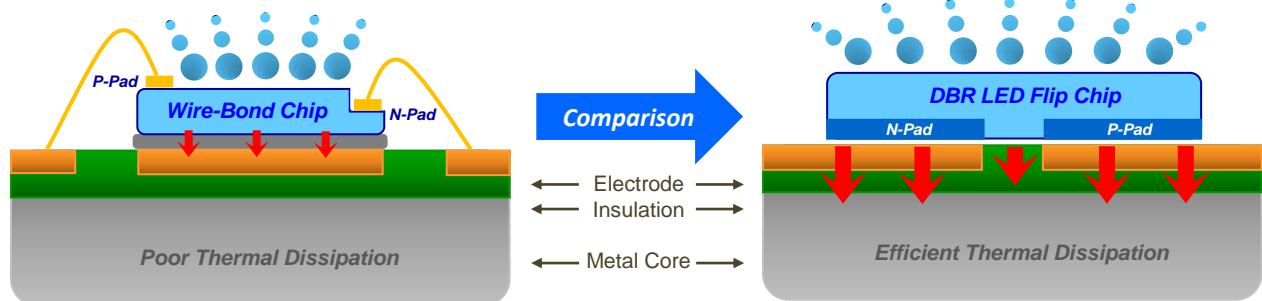 P-Pad
Wire-Bond Chip
N-Pad
Poor Thermal Dissipation
Comparison
Electrode
Insulation
Metal Core
DBR LED Flip Chip
N-Pad
P-Pad
Efficient Thermal Dissipation